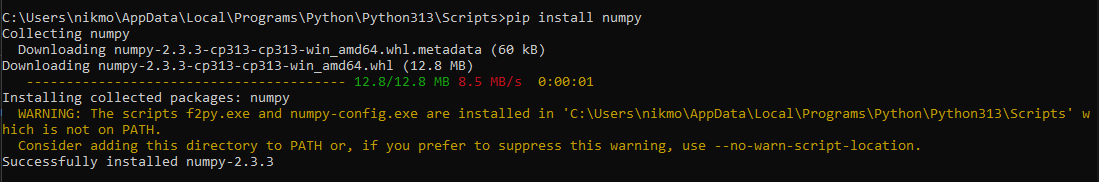 C:\Users\nikmo\AppData\Local\Programs\Python\Python313\Scripts>pip install numpy
Collecting numpy
  Downloading numpy-2.3.3-cp313-cp313-win_amd64.whl.metadata (60 kB)
Downloading numpy-2.3.3-cp313-cp313-win_amd64.whl (12.8 MB)
   ---------------------------------------- 12.8/12.8 MB 8.5 MB/s  0:00:01
Installing collected packages: numpy
  WARNING: The scripts f2py.exe and numpy-config.exe are installed in 'C:\Users\nikmo\AppData\Local\Programs\Python\Python313\Scripts' w
hich is not on PATH.
  Consider adding this directory to PATH or, if you prefer to suppress this warning, use --no-warn-script-location.
Successfully installed numpy-2.3.3